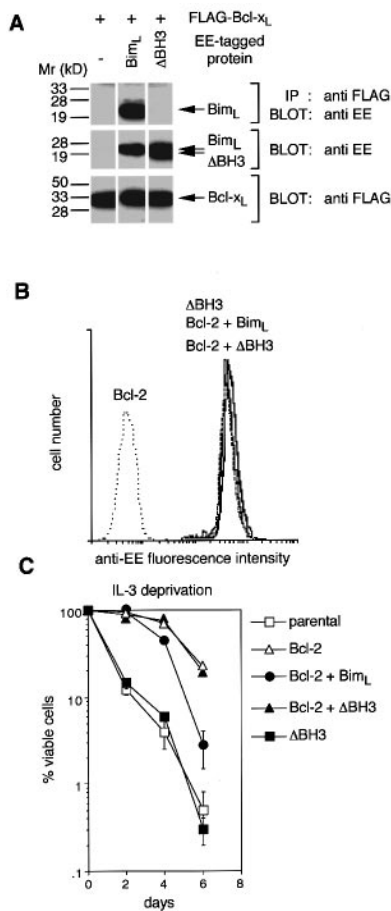 A
+ + + FLAG-Bcl-xL
- BimL ΔBH3 EE-tagged protein
Mr (kD)
33
28
19
BimL
IP : anti FLAG
BLOT: anti EE
28
19
BimL
ΔBH3
BLOT: anti EE
50
33
28
Bcl-xL
BLOT: anti FLAG
B
ΔBH3
Bcl-2 + BimL
Bcl-2 + ΔBH3
Bcl-2
cell number
anti-EE fluorescence intensity
C
IL-3 deprivation
100
10
1
.1
% viable cells
0 2 4 6
days
parental
Bcl-2
Bcl-2 + BimL
Bcl-2 + ΔBH3
ΔBH3